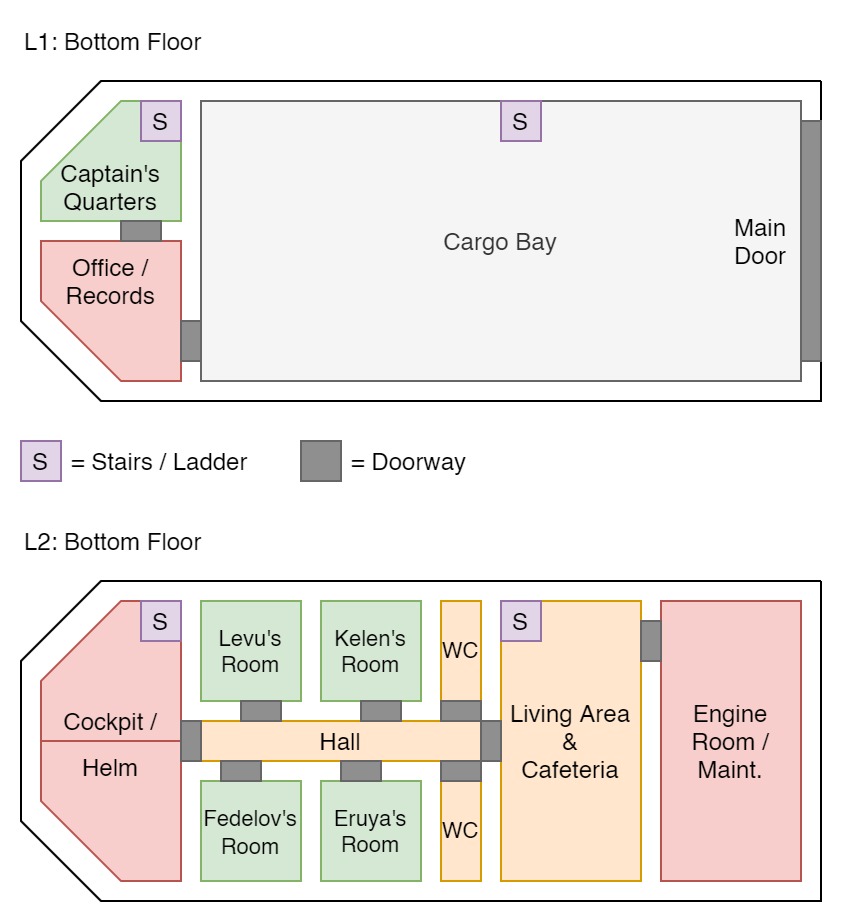 L1: Bottom Floor
S
S
Captain's
Quarters
Main
Door
Cargo Bay
Office /
Records
S = Stairs / Ladder
= Doorway
L2: Bottom Floor
S
S
Levu's
Room
Kelen's
Room
WC
Cockpit /
Helm
Hall
Living Area
&
Cafeteria
Engine
Room /
Maint.
Fedelov's
Room
Eruya's
Room
WC